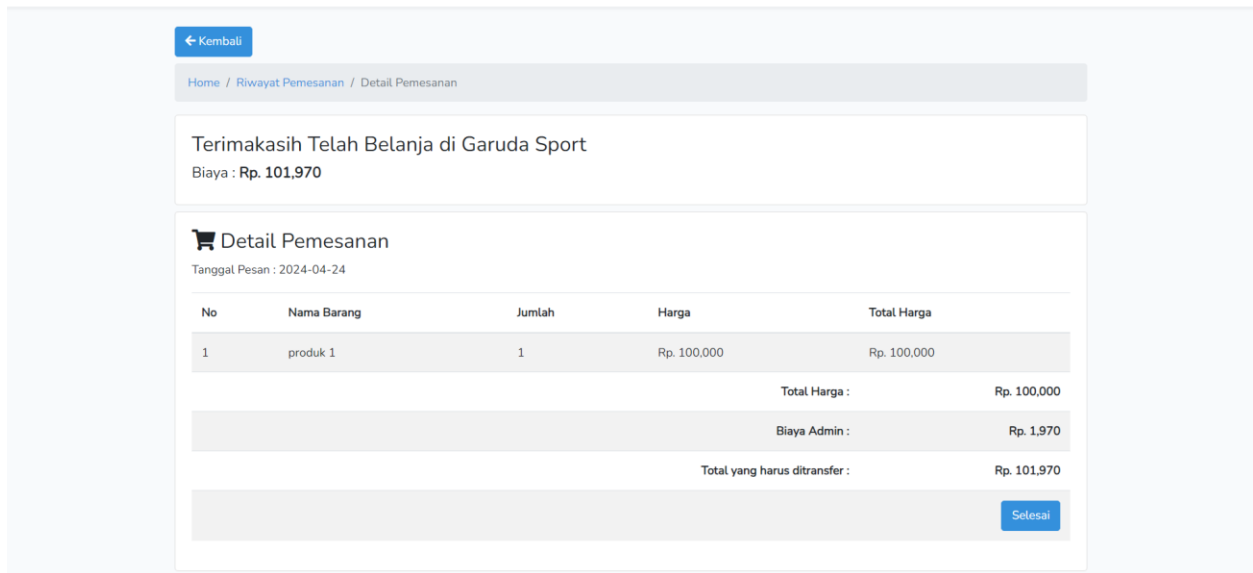 ← Kembali
Home / Riwayat Pemesanan / Detail Pemesanan
Terimakasih Telah Belanja di Garuda Sport
Biaya : Rp. 101,970
Detail Pemesanan
Tanggal Pesan : 2024-04-24
No Nama Barang Jumlah Harga Total Harga
1 produk 1 1 Rp. 100,000 Rp. 100,000
Total Harga : Rp. 100,000
Biaya Admin : Rp. 1,970
Total yang harus ditransfer : Rp. 101,970
Selesai